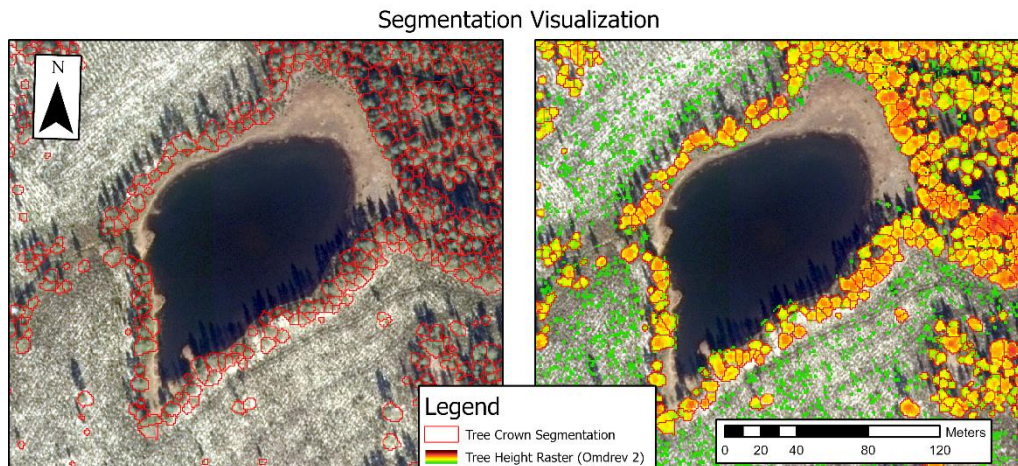 Segmentation Visualization
N
Legend
Tree Crown Segmentation
Tree Height Raster (Omdrev 2)
Meters
0 20 40 80 120